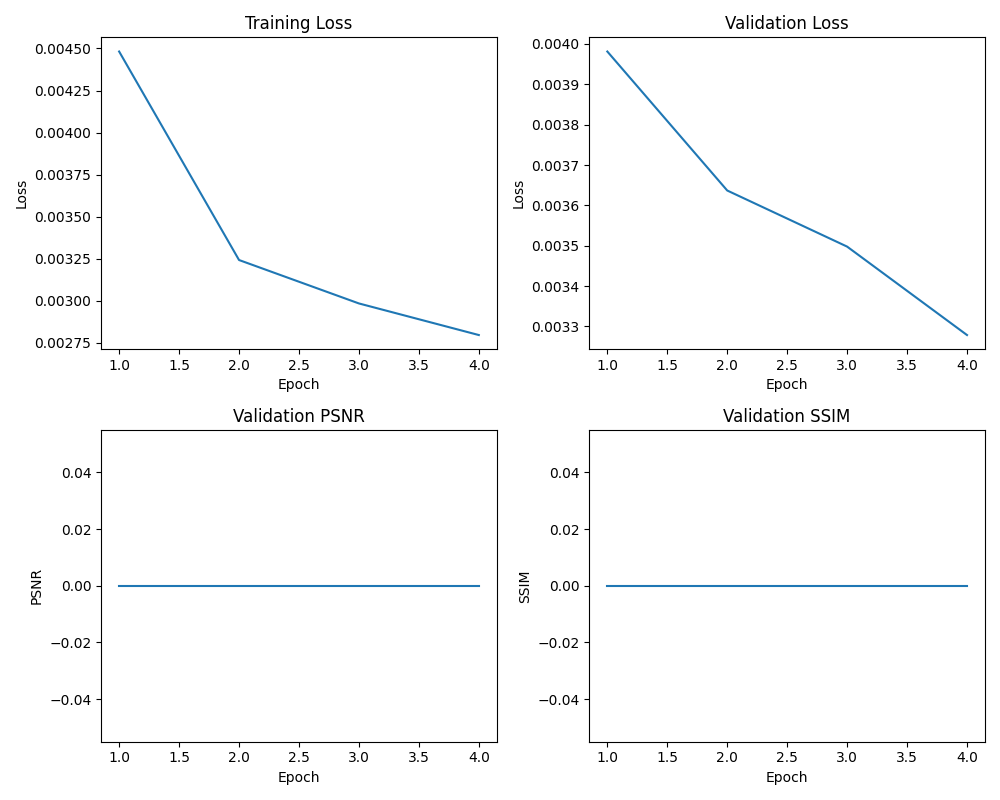 Training Loss
0.00450
0.00425
0.00400
0.00375
0.00350
0.00325
0.00300
0.00275
Loss
1.0 1.5 2.0 2.5 3.0 3.5 4.0
Epoch
Validation Loss
0.0040
0.0039
0.0038
0.0037
0.0036
0.0035
0.0034
0.0033
Loss
1.0 1.5 2.0 2.5 3.0 3.5 4.0
Epoch
Validation PSNR
0.04
0.02
0.00
−0.02
−0.04
PSNR
1.0 1.5 2.0 2.5 3.0 3.5 4.0
Epoch
Validation SSIM
0.04
0.02
0.00
−0.02
−0.04
SSIM
1.0 1.5 2.0 2.5 3.0 3.5 4.0
Epoch